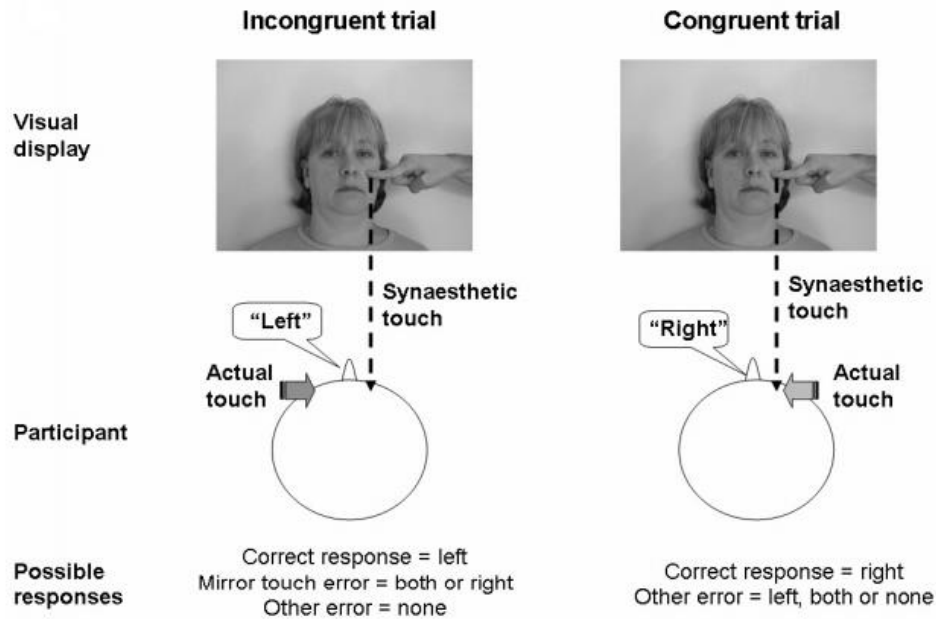 Incongruent trial
Congruent trial
Visual
display
Synaesthetic
touch
Synaesthetic
touch
“Left”
“Right”
Actual
touch
Actual
touch
Participant
Possible
responses
Correct response = left
Mirror touch error = both or right
Other error = none
Correct response = right
Other error = left, both or none